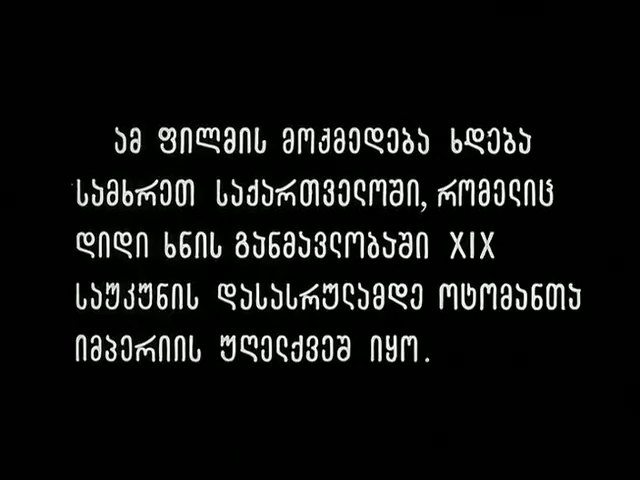 ამ ფილმის მოქმედება ხდება
სამხრეთ საქართველოში, რომელიც
დიდი ხნის განმავლობაში XIX
საუკუნის დასასრულამდე ოტომანთა
იმპერიის უღელქვეშ იყო.